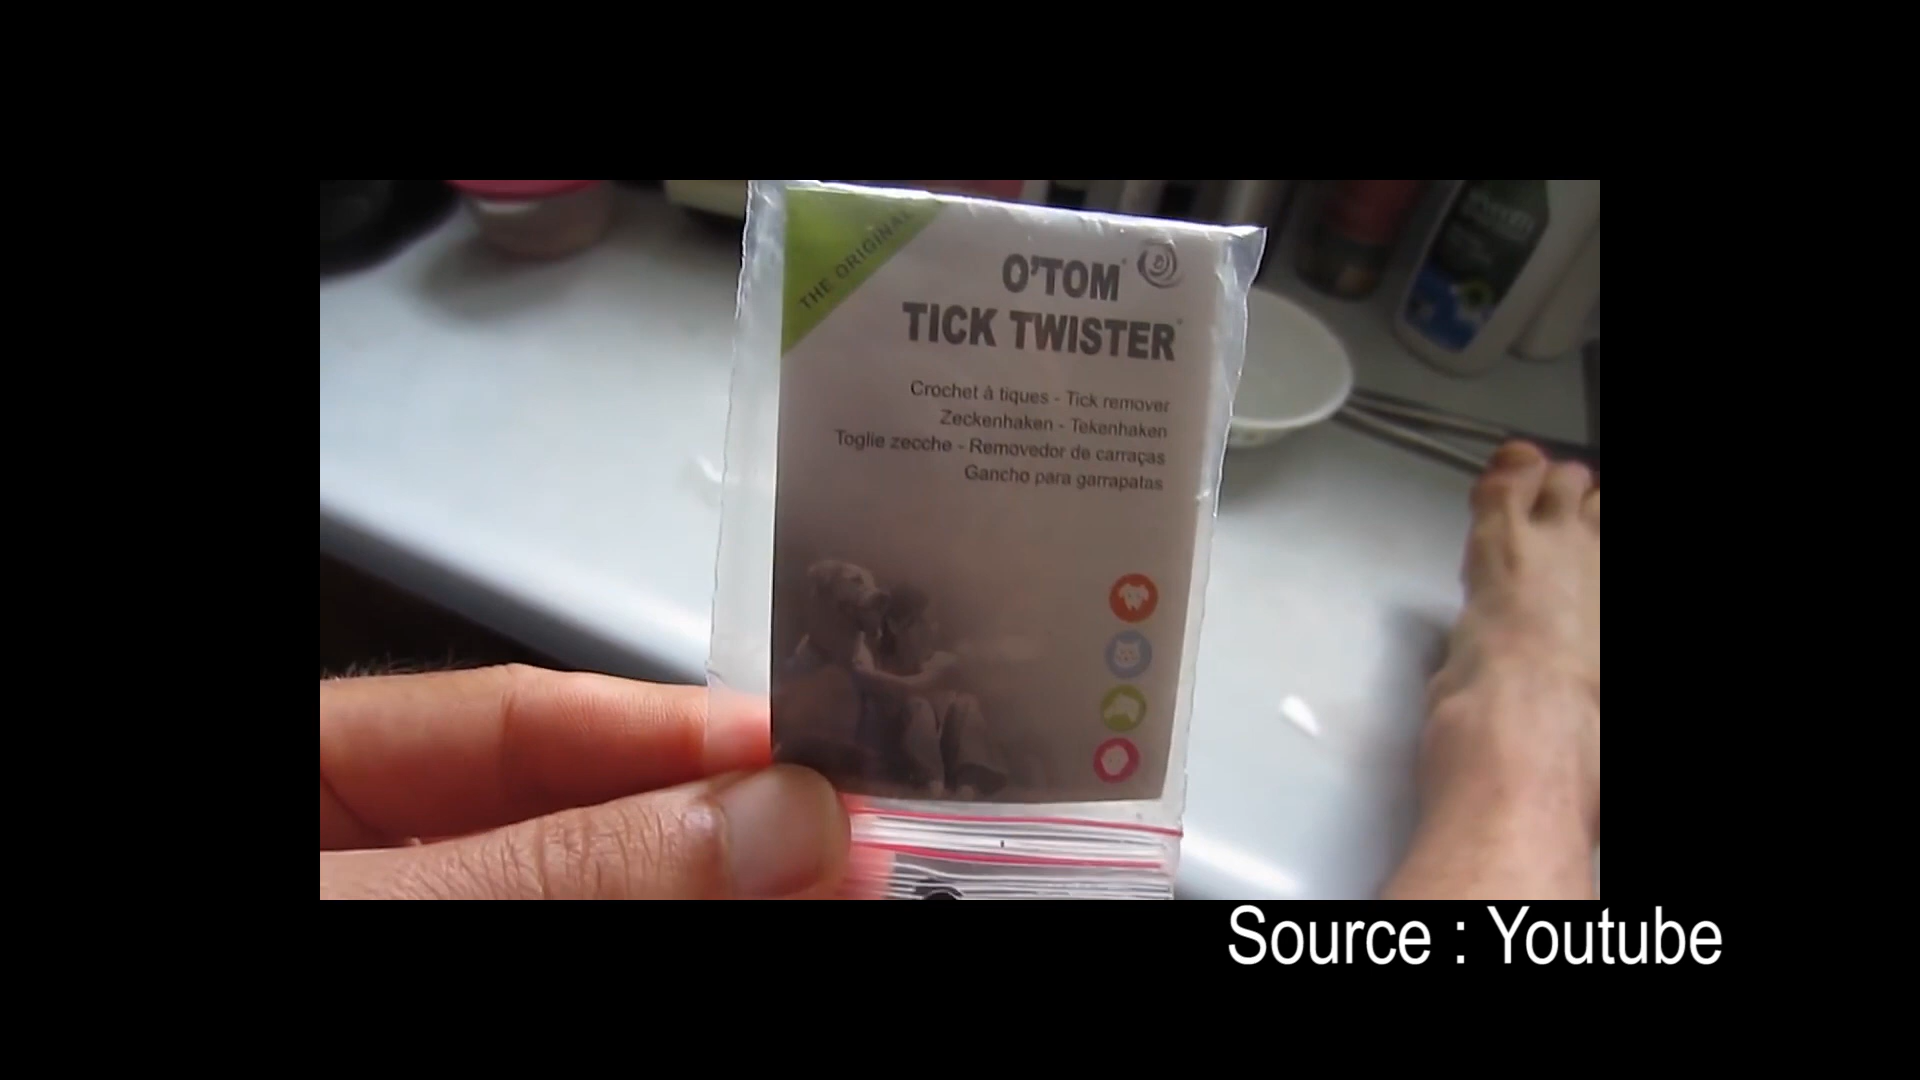 THE ORIGINAL
O'TOM®
TICK TWISTER®
Crochet à tiques - Tick remover
Zeckenhaken - Tekenhaken
Toglie zecche - Removedor de carraças
Gancho para garrapatas
Source : Youtube